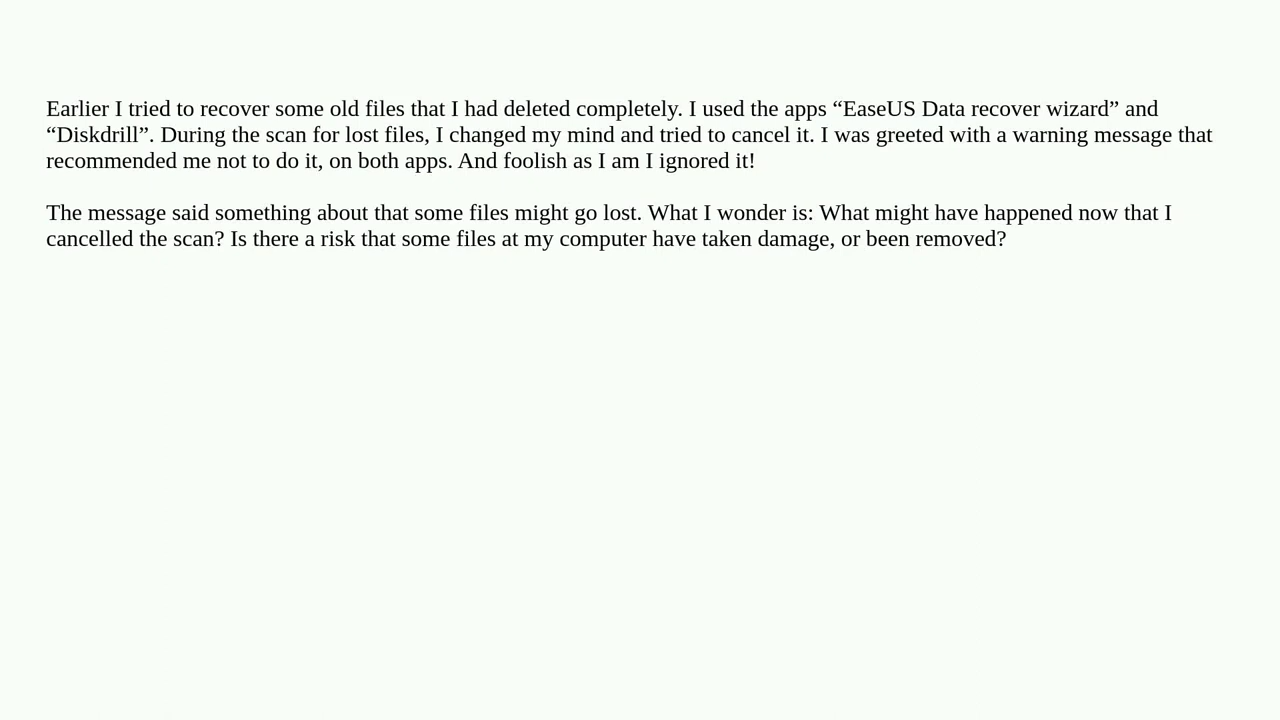 Earlier I tried to recover some old files that I had deleted completely. I used the apps “EaseUS Data recover wizard” and
“Diskdrill”. During the scan for lost files, I changed my mind and tried to cancel it. I was greeted with a warning message that
recommended me not to do it, on both apps. And foolish as I am I ignored it!
The message said something about that some files might go lost. What I wonder is: What might have happened now that I
cancelled the scan? Is there a risk that some files at my computer have taken damage, or been removed?